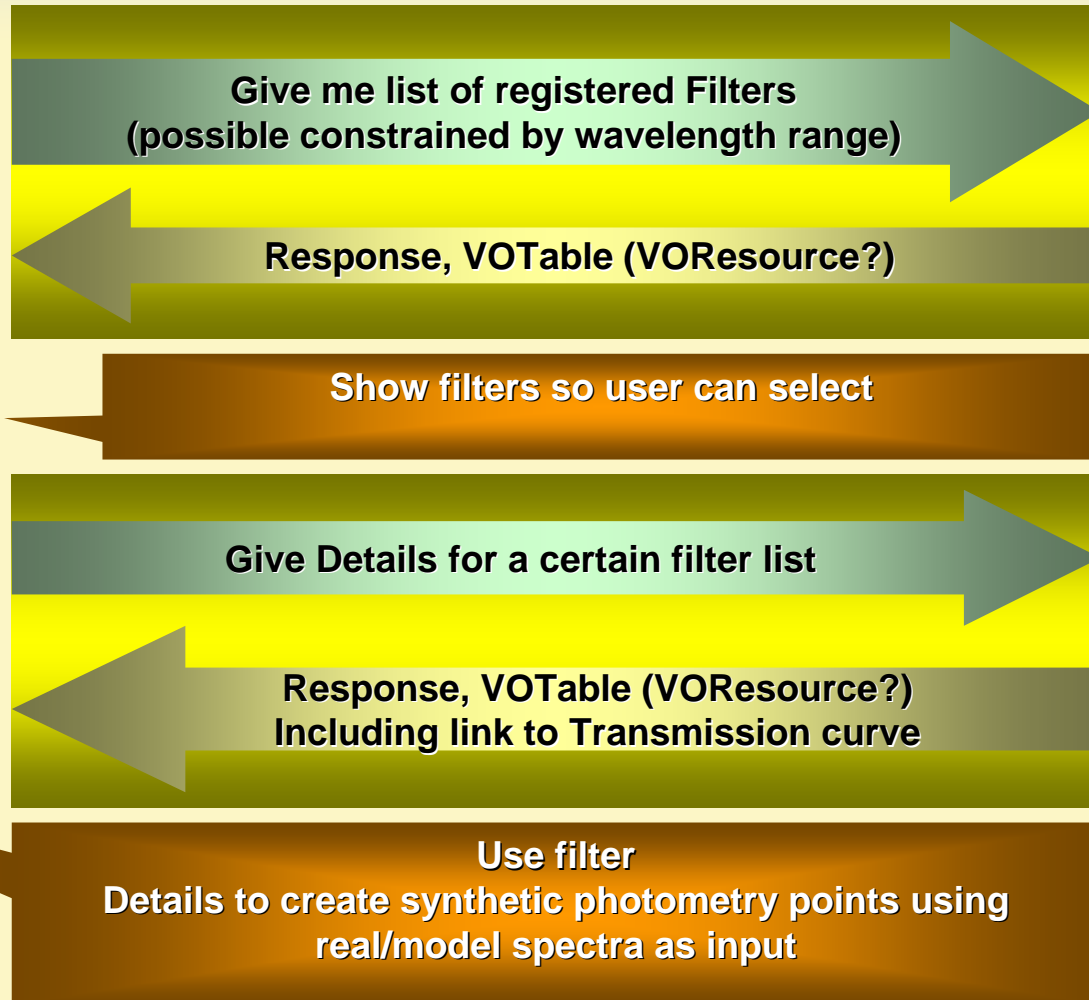 Give me list of registered Filters
(possible constrained by wavelength range)
Response, VOTable (VOResource?)
Show filters so user can select
Give Details for a certain filter list
Response, VOTable (VOResource?)
Including link to Transmission curve
Use filter
Details to create synthetic photometry points using
real/model spectra as input